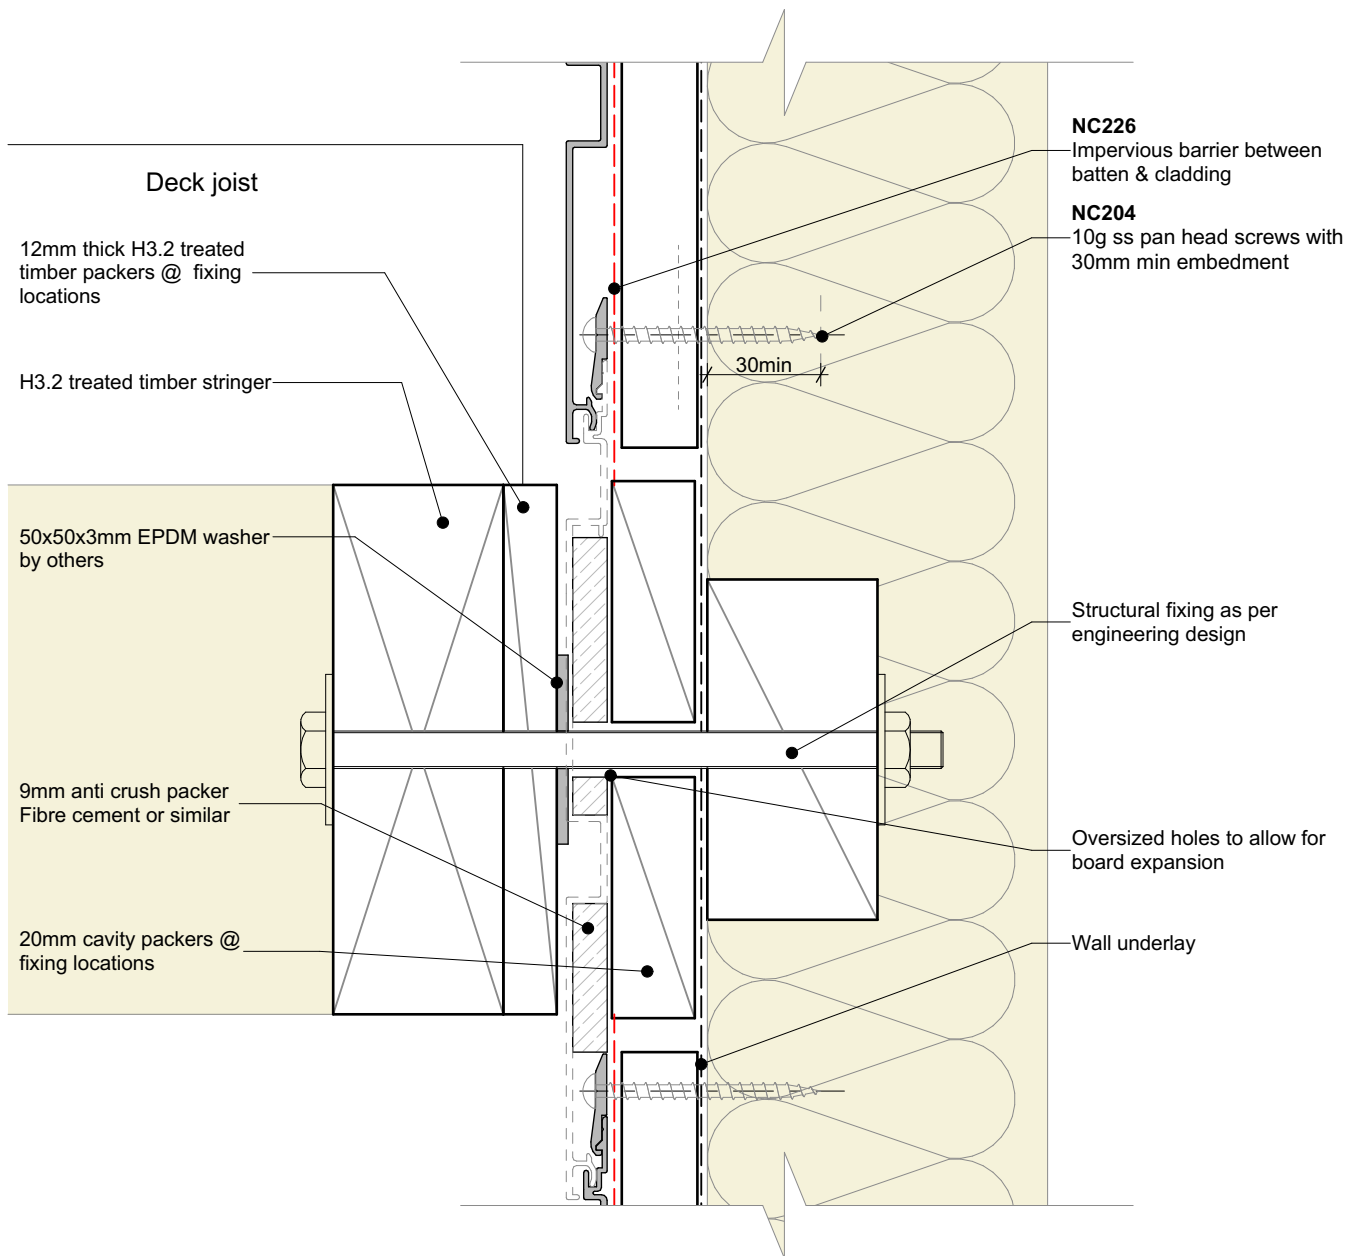 Deck joist
12mm thick H3.2 treated
timber packers @ fixing
locations
H3.2 treated timber stringer
50x50x3mm EPDM washer
by others
9mm anti crush packer
Fibre cement or similar
20mm cavity packers @
fixing locations
NC226
Impervious barrier between
batten & cladding
NC204
10g ss pan head screws with
30mm min embedment
30min
Structural fixing as per
engineering design
Oversized holes to allow for
board expansion
Wall underlay